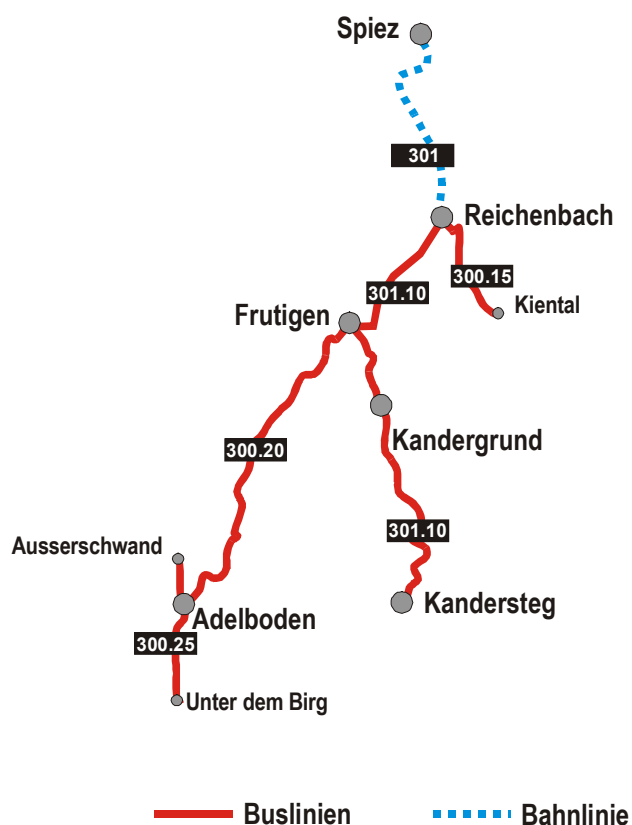 Spiez
301
Reichenbach
300.15
301.10
Kiental
Frutigen
Kandergrund
300.20
301.10
Ausserschwand
Kandersteg
Adelboden
300.25
Unter dem Birg
Buslinien
Bahnlinie